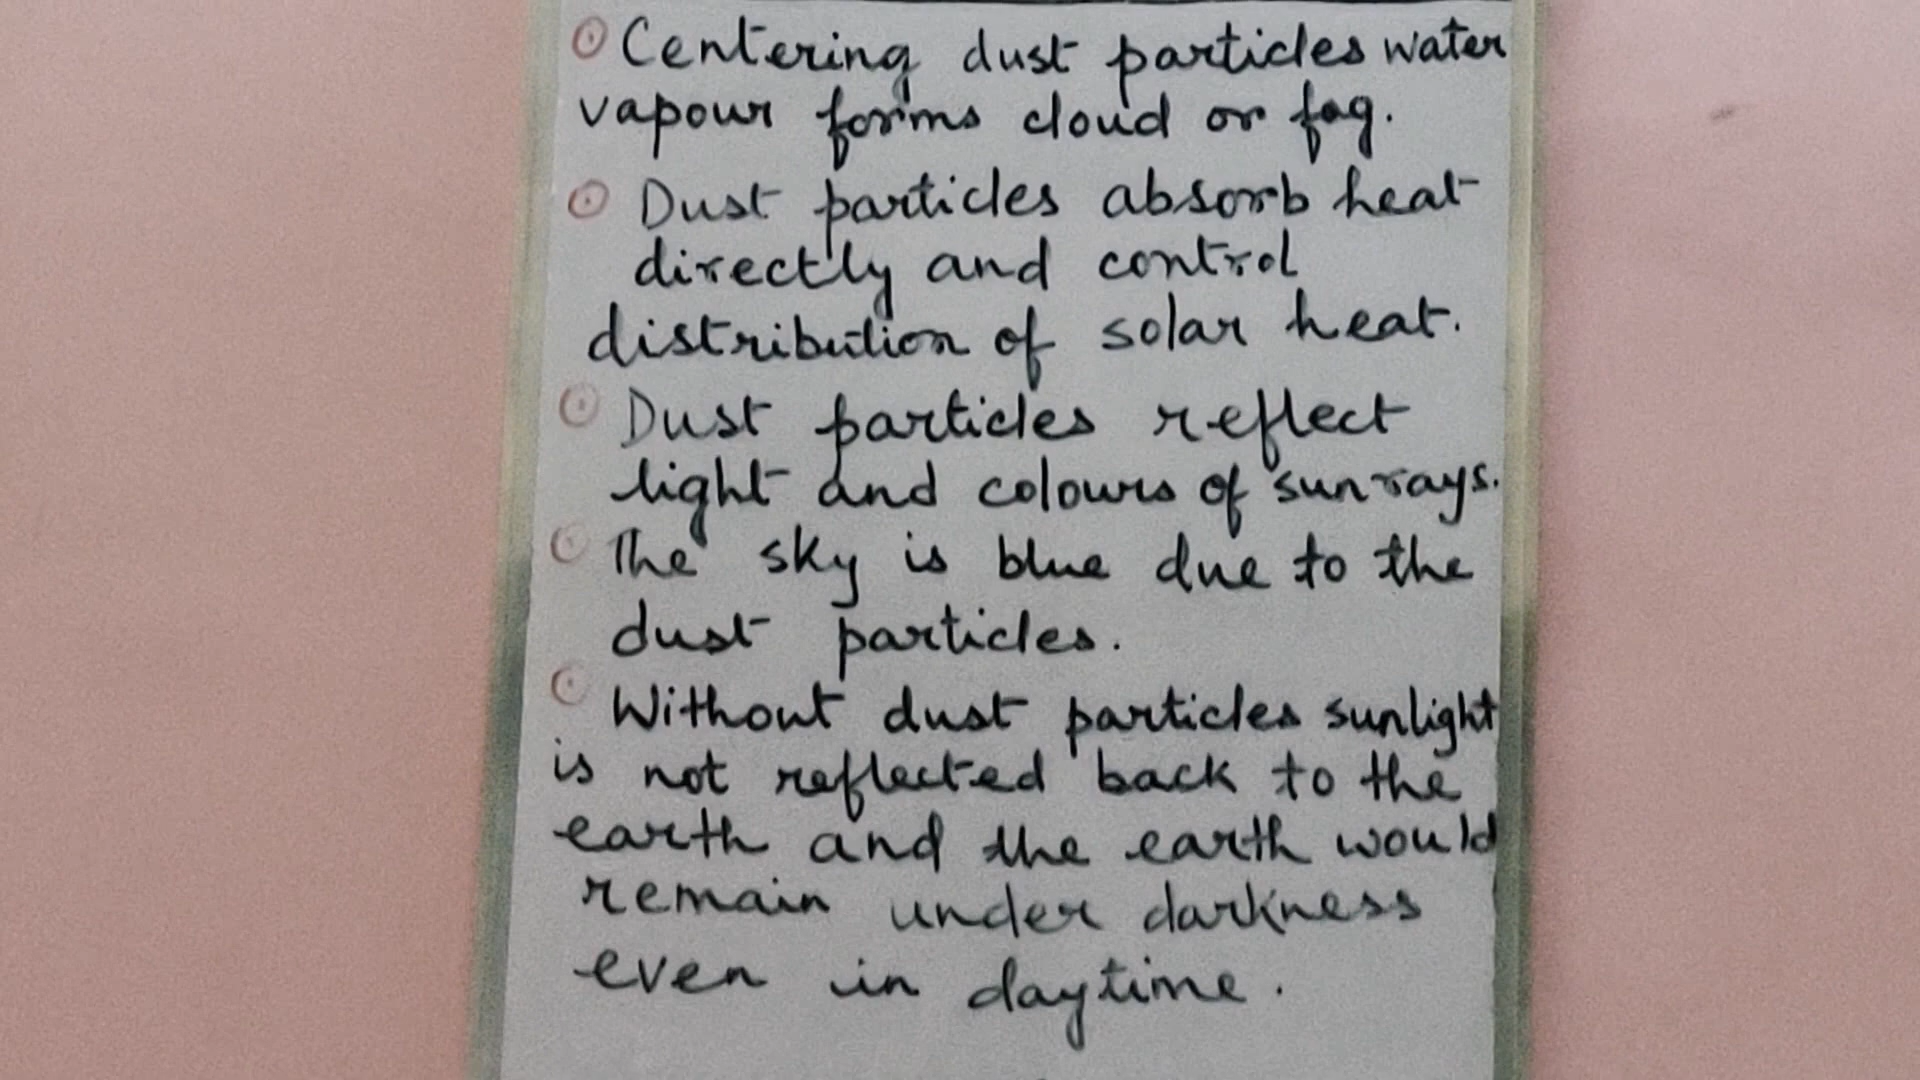 Centering dust particles water
vapour forms cloud or fog.
Dust particles absorb heat
directly and control
distribution of solar heat.
Dust particles reflect
light and colours of sun rays.
The sky is blue due to the
dust particles.
Without dust particles sunlight
is not reflected back to the
earth and the earth would
remain under darkness
even in daytime.